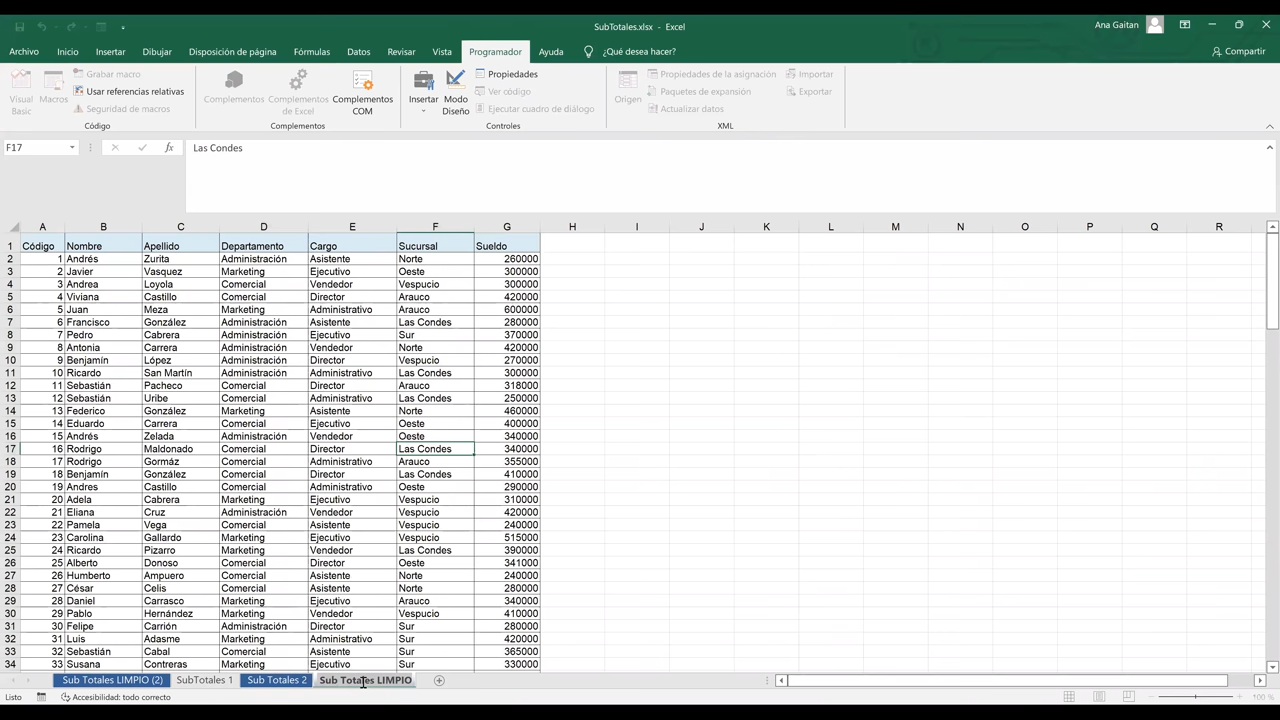 SubTotales.xlsx - Excel
Ana Gaitan
Archivo Inicio Insertar Dibujar Disposición de página Fórmulas Datos Revisar Vista Programador Ayuda ¿Qué desea hacer? Compartir
Visual Basic
Macros
Grabar macro
Usar referencias relativas
Seguridad de macros
Código
Complementos
Complementos de Excel
Complementos COM
Complementos
Insertar
Modo Diseño
Propiedades
Ver código
Ejecutar cuadro de diálogo
Controles
Origen
Propiedades de la asignación
Paquetes de expansión
Actualizar datos
Importar
Exportar
XML
F17 fx Las Condes
A B C D E F G H I J K L M N O P Q R
1 Código Nombre Apellido Departamento Cargo Sucursal Sueldo
2 1 Andrés Zurita Administración Asistente Norte 260000
3 2 Javier Vasquez Marketing Ejecutivo Oeste 300000
4 3 Andrea Loyola Comercial Vendedor Vespucio 300000
5 4 Viviana Castillo Comercial Director Arauco 420000
6 5 Juan Meza Marketing Administrativo Arauco 600000
7 6 Francisco González Administración Asistente Las Condes 280000
8 7 Pedro Cabrera Administración Ejecutivo Sur 370000
9 8 Antonia Carrera Administración Vendedor Norte 420000
10 9 Benjamín López Administración Director Vespucio 270000
11 10 Ricardo San Martín Administración Administrativo Las Condes 300000
12 11 Sebastián Pacheco Comercial Director Arauco 318000
13 12 Sebastián Uribe Comercial Administrativo Las Condes 250000
14 13 Federico González Marketing Asistente Norte 460000
15 14 Eduardo Carrera Comercial Ejecutivo Oeste 400000
16 15 Andrés Zelada Administración Vendedor Oeste 340000
17 16 Rodrigo Maldonado Comercial Director Las Condes 340000
18 17 Rodrigo Gormáz Comercial Administrativo Arauco 355000
19 18 Benjamín González Comercial Director Las Condes 410000
20 19 Andres Castillo Comercial Administrativo Oeste 290000
21 20 Adela Cabrera Marketing Ejecutivo Vespucio 310000
22 21 Eliana Cruz Administración Vendedor Vespucio 420000
23 22 Pamela Vega Comercial Asistente Vespucio 240000
24 23 Carolina Gallardo Marketing Ejecutivo Vespucio 515000
25 24 Ricardo Pizarro Marketing Vendedor Las Condes 390000
26 25 Alberto Donoso Comercial Director Oeste 341000
27 26 Humberto Ampuero Comercial Asistente Norte 240000
28 27 César Celis Comercial Asistente Norte 280000
29 28 Daniel Carrasco Marketing Ejecutivo Arauco 340000
30 29 Pablo Hernández Marketing Vendedor Vespucio 410000
31 30 Felipe Carrión Administración Director Sur 280000
32 31 Luis Adasme Marketing Administrativo Sur 420000
33 32 Sebastián Cabal Comercial Asistente Sur 365000
34 33 Susana Contreras Marketing Ejecutivo Sur 330000
Sub Totales LIMPIO (2) SubTotales 1 Sub Totales 2 Sub Totales LIMPIO
Listo Accesibilidad: todo correcto 100 %